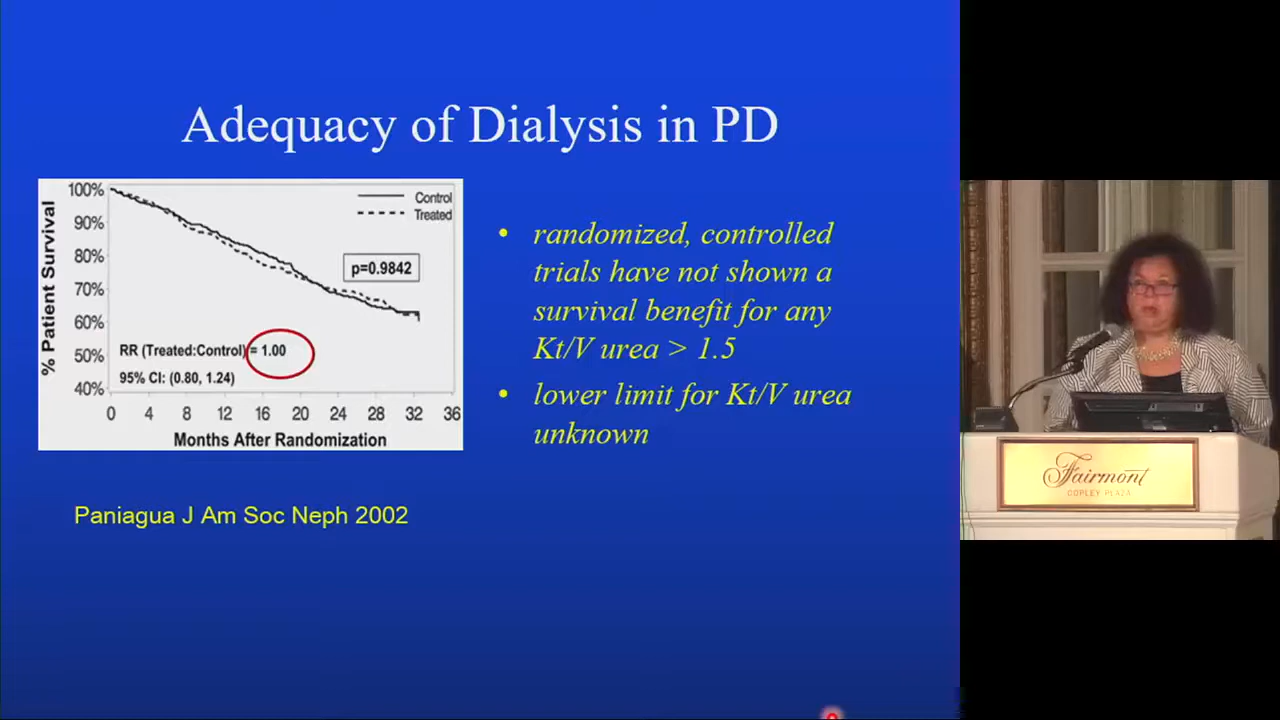 Adequacy of Dialysis in PD
100%
90%
80%
70%
60%
50%
40%
% Patient Survival
Control
Treated
p=0.9842
RR (Treated:Control) = 1.00
95% CI: (0.80, 1.24)
0 4 8 12 16 20 24 28 32 36
Months After Randomization
• randomized, controlled
trials have not shown a
survival benefit for any
Kt/V urea > 1.5
• lower limit for Kt/V urea
unknown
Paniagua J Am Soc Neph 2002
Fairmont
COPLEY PLAZA